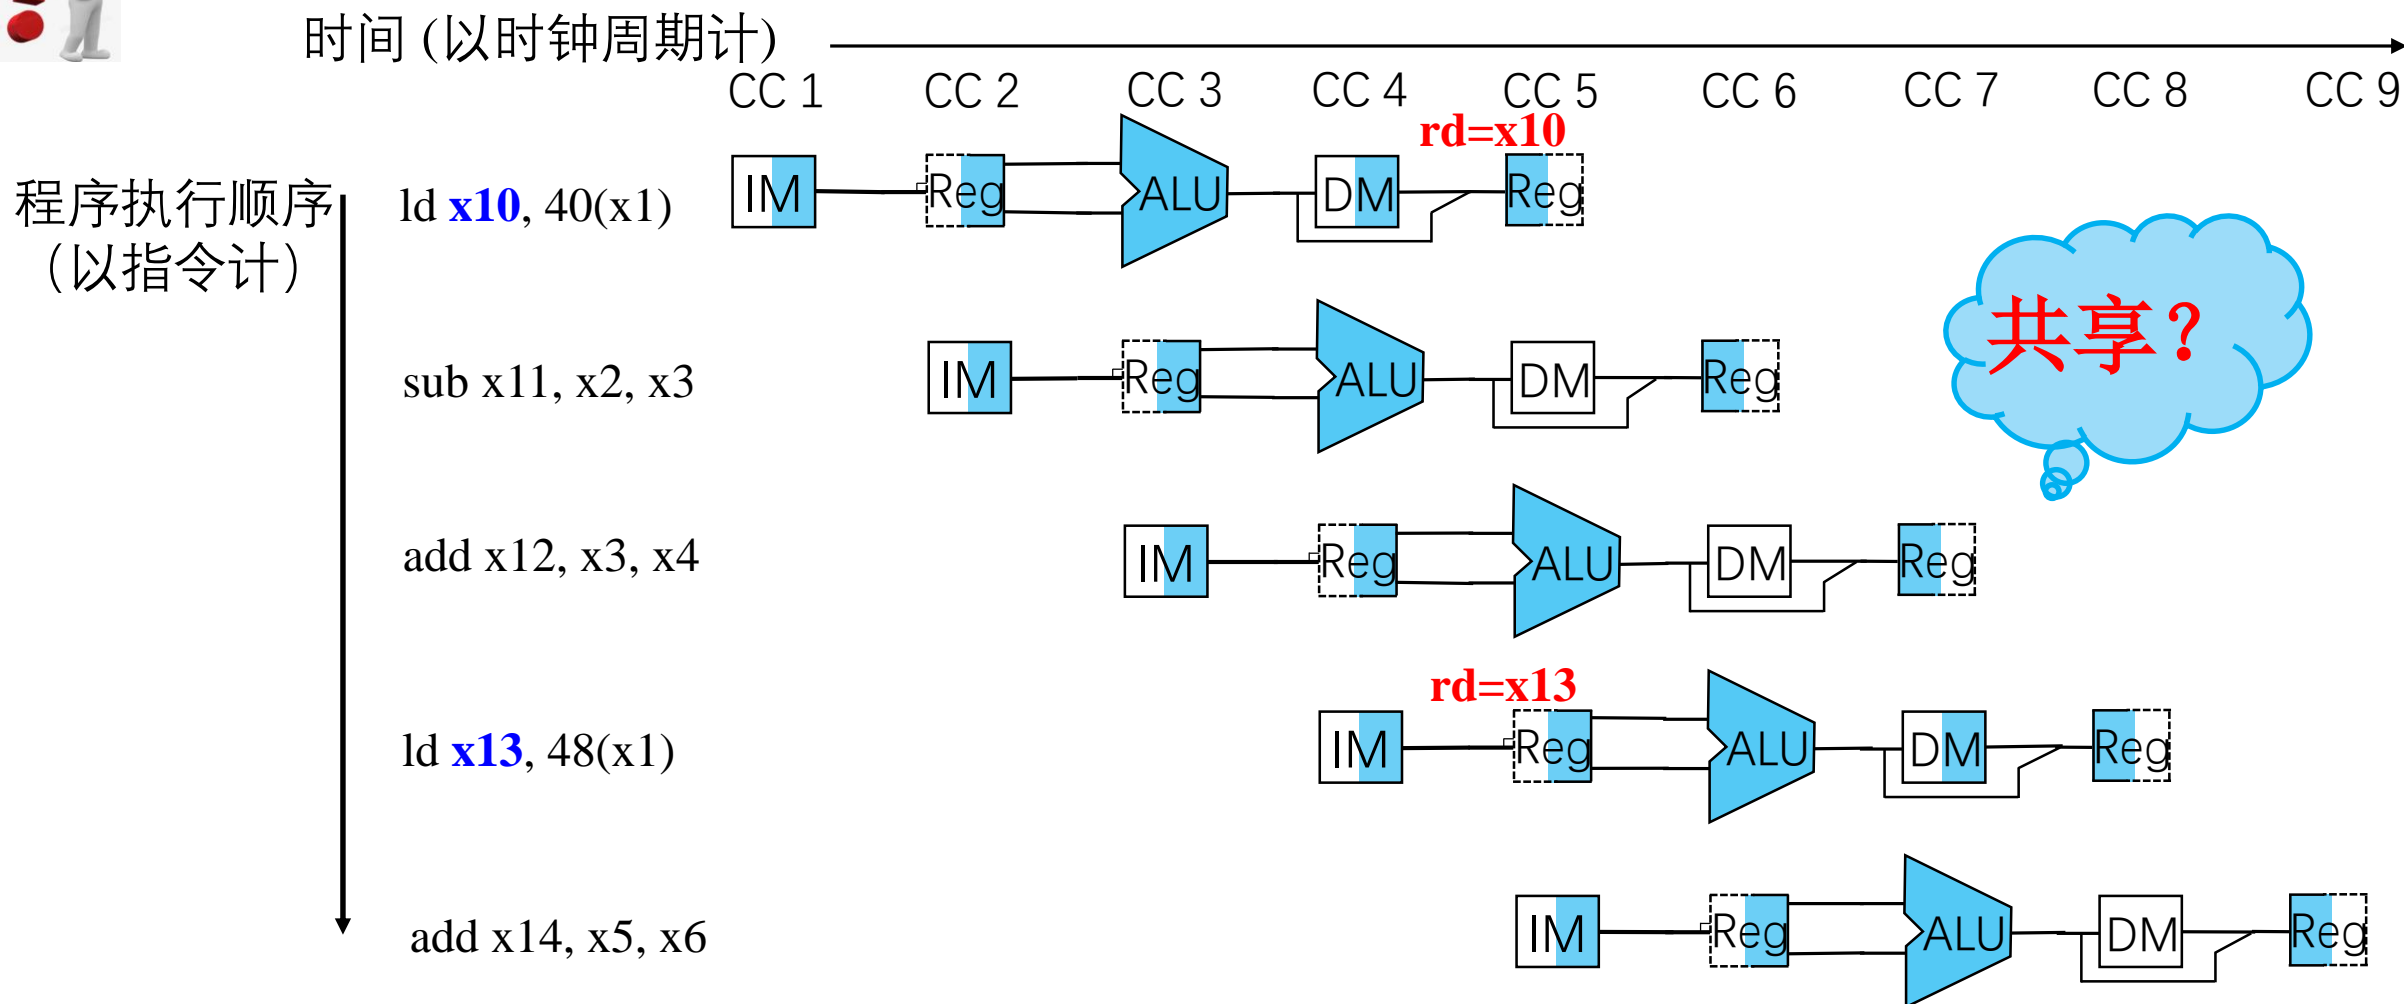 时间 (以时钟周期计)
CC 1 CC 2 CC 3 CC 4 CC 5 CC 6 CC 7 CC 8 CC 9
rd=x10
程序执行顺序
（以指令计）
ld x10, 40(x1)
IM Reg ALU DM Reg
共享？
sub x11, x2, x3
IM Reg ALU DM Reg
add x12, x3, x4
IM Reg ALU DM Reg
rd=x13
ld x13, 48(x1)
IM Reg ALU DM Reg
add x14, x5, x6
IM Reg ALU DM Reg